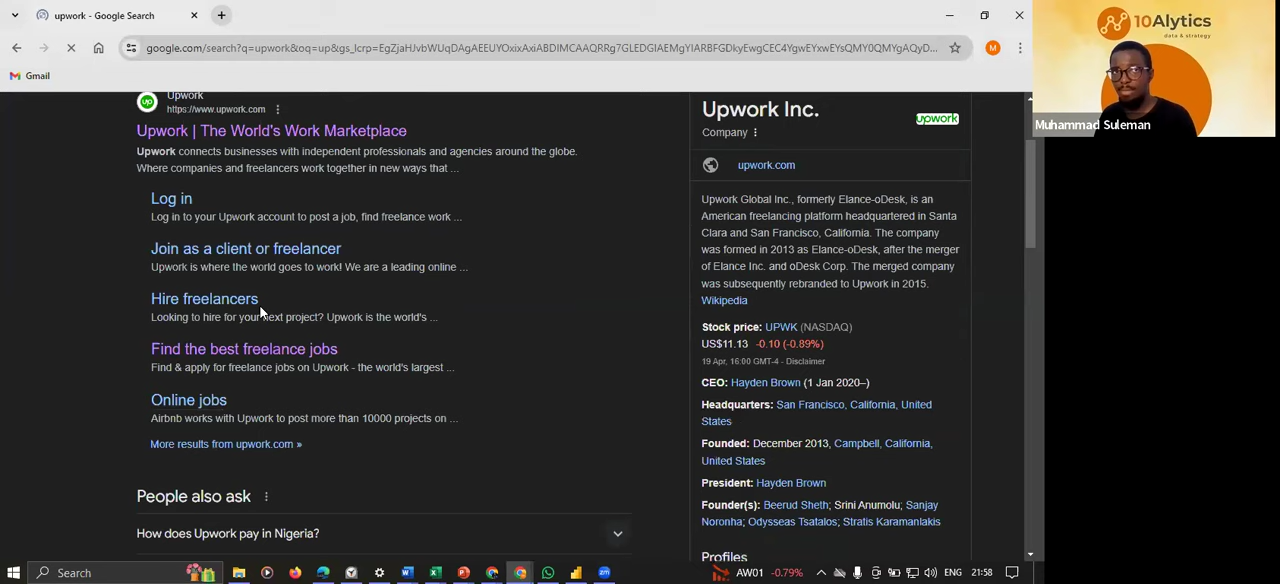 upwork - Google Search
google.com/search?q=upwork&oq=up&gs_lcrp=EgZjaHJvbWUqDAgAEEUYOxixAxiABDIMCAAQRRg7GLEDGIAEMgYIARBFGDkyEwgCEC4YgwEYxwEYsQMY0QMYgAQyD...
M
Gmail
Upwork
https://www.upwork.com
Upwork | The World's Work Marketplace
Upwork connects businesses with independent professionals and agencies around the globe.
Where companies and freelancers work together in new ways that ...
Log in
Log in to your Upwork account to post a job, find freelance work ...
Join as a client or freelancer
Upwork is where the world goes to work! We are a leading online ...
Hire freelancers
Looking to hire for your next project? Upwork is the world's ...
Find the best freelance jobs
Find & apply for freelance jobs on Upwork - the world's largest ...
Online jobs
Airbnb works with Upwork to post more than 10000 projects on ...
More results from upwork.com »
People also ask
How does Upwork pay in Nigeria?
Upwork Inc.
Company
upwork
upwork.com
Upwork Global Inc., formerly Elance-oDesk, is an
American freelancing platform headquartered in Santa
Clara and San Francisco, California. The company
was formed in 2013 as Elance-oDesk, after the merger
of Elance Inc. and oDesk Corp. The merged company
was subsequently rebranded to Upwork in 2015.
Wikipedia
Stock price: UPWK (NASDAQ)
US$11.13 -0.10 (-0.89%)
19 Apr, 16:00 GMT-4 - Disclaimer
CEO: Hayden Brown (1 Jan 2020–)
Headquarters: San Francisco, California, United
States
Founded: December 2013, Campbell, California,
United States
President: Hayden Brown
Founder(s): Beerud Sheth; Srini Anumolu; Sanjay
Noronha; Odysseas Tsatalos; Stratis Karamanlakis
Profiles
10Alytics
data & strategy
Muhammad Suleman
Search
AW01 -0.79%
ENG
21:58